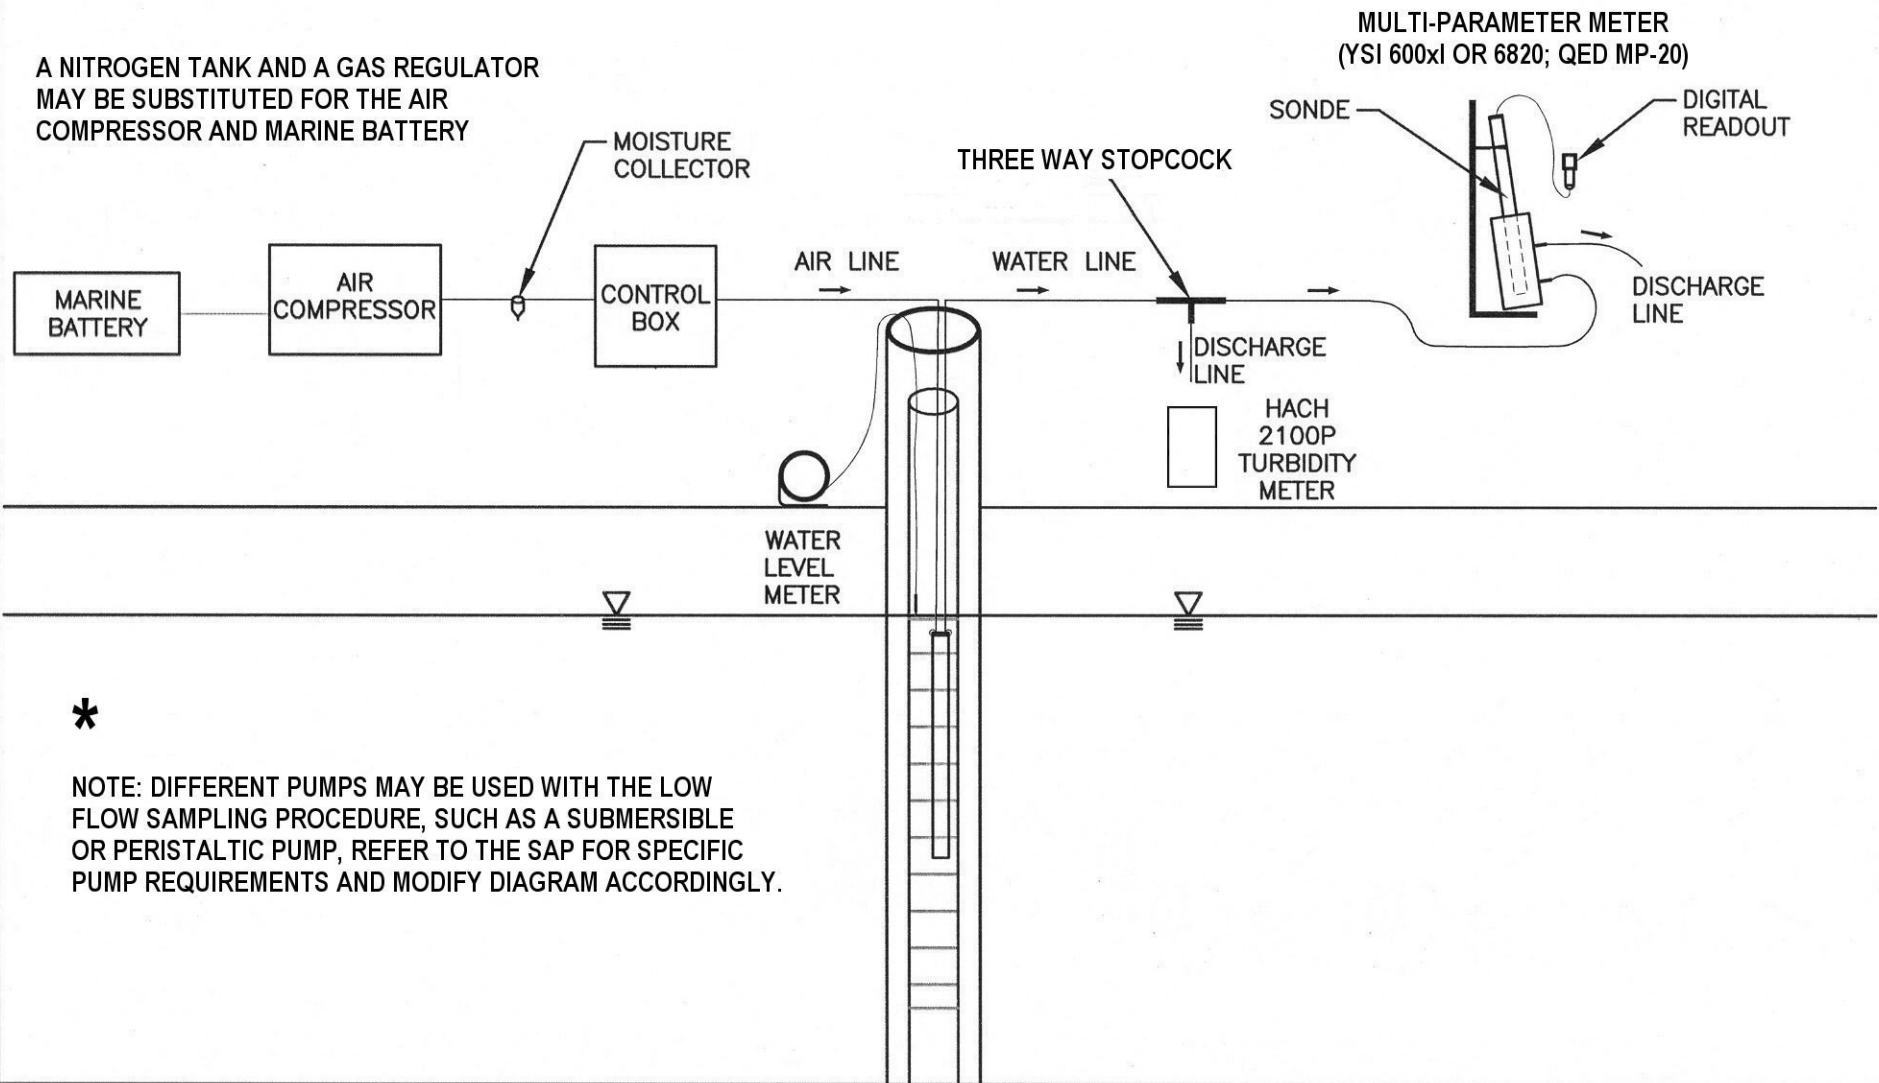 MULTI-PARAMETER METER
(YSI 600xl OR 6820; QED MP-20)
A NITROGEN TANK AND A GAS REGULATOR
MAY BE SUBSTITUTED FOR THE AIR
COMPRESSOR AND MARINE BATTERY
MOISTURE
COLLECTOR
THREE WAY STOPCOCK
SONDE
DIGITAL
READOUT
MARINE
BATTERY
AIR
COMPRESSOR
CONTROL
BOX
AIR LINE
WATER LINE
DISCHARGE
LINE
DISCHARGE
LINE
HACH
2100P
TURBIDITY
METER
WATER
LEVEL
METER
*
NOTE: DIFFERENT PUMPS MAY BE USED WITH THE LOW
FLOW SAMPLING PROCEDURE, SUCH AS A SUBMERSIBLE
OR PERISTALTIC PUMP, REFER TO THE SAP FOR SPECIFIC
PUMP REQUIREMENTS AND MODIFY DIAGRAM ACCORDINGLY.